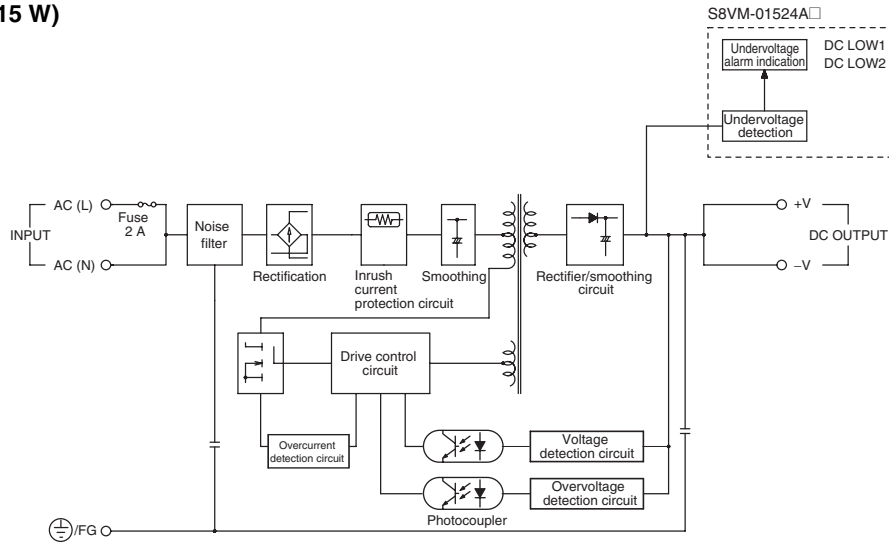 15 W)
S8VM-01524A□
Undervoltage
alarm indication
DC LOW1
DC LOW2
Undervoltage
detection
INPUT
AC (L)
Fuse
2 A
AC (N)
Noise
filter
Rectification
Inrush
current
protection circuit
Smoothing
Rectifier/smoothing
circuit
+V
DC OUTPUT
−V
Drive control
circuit
Overcurrent
detection circuit
Voltage
detection circuit
Overvoltage
detection circuit
Photocoupler
/FG